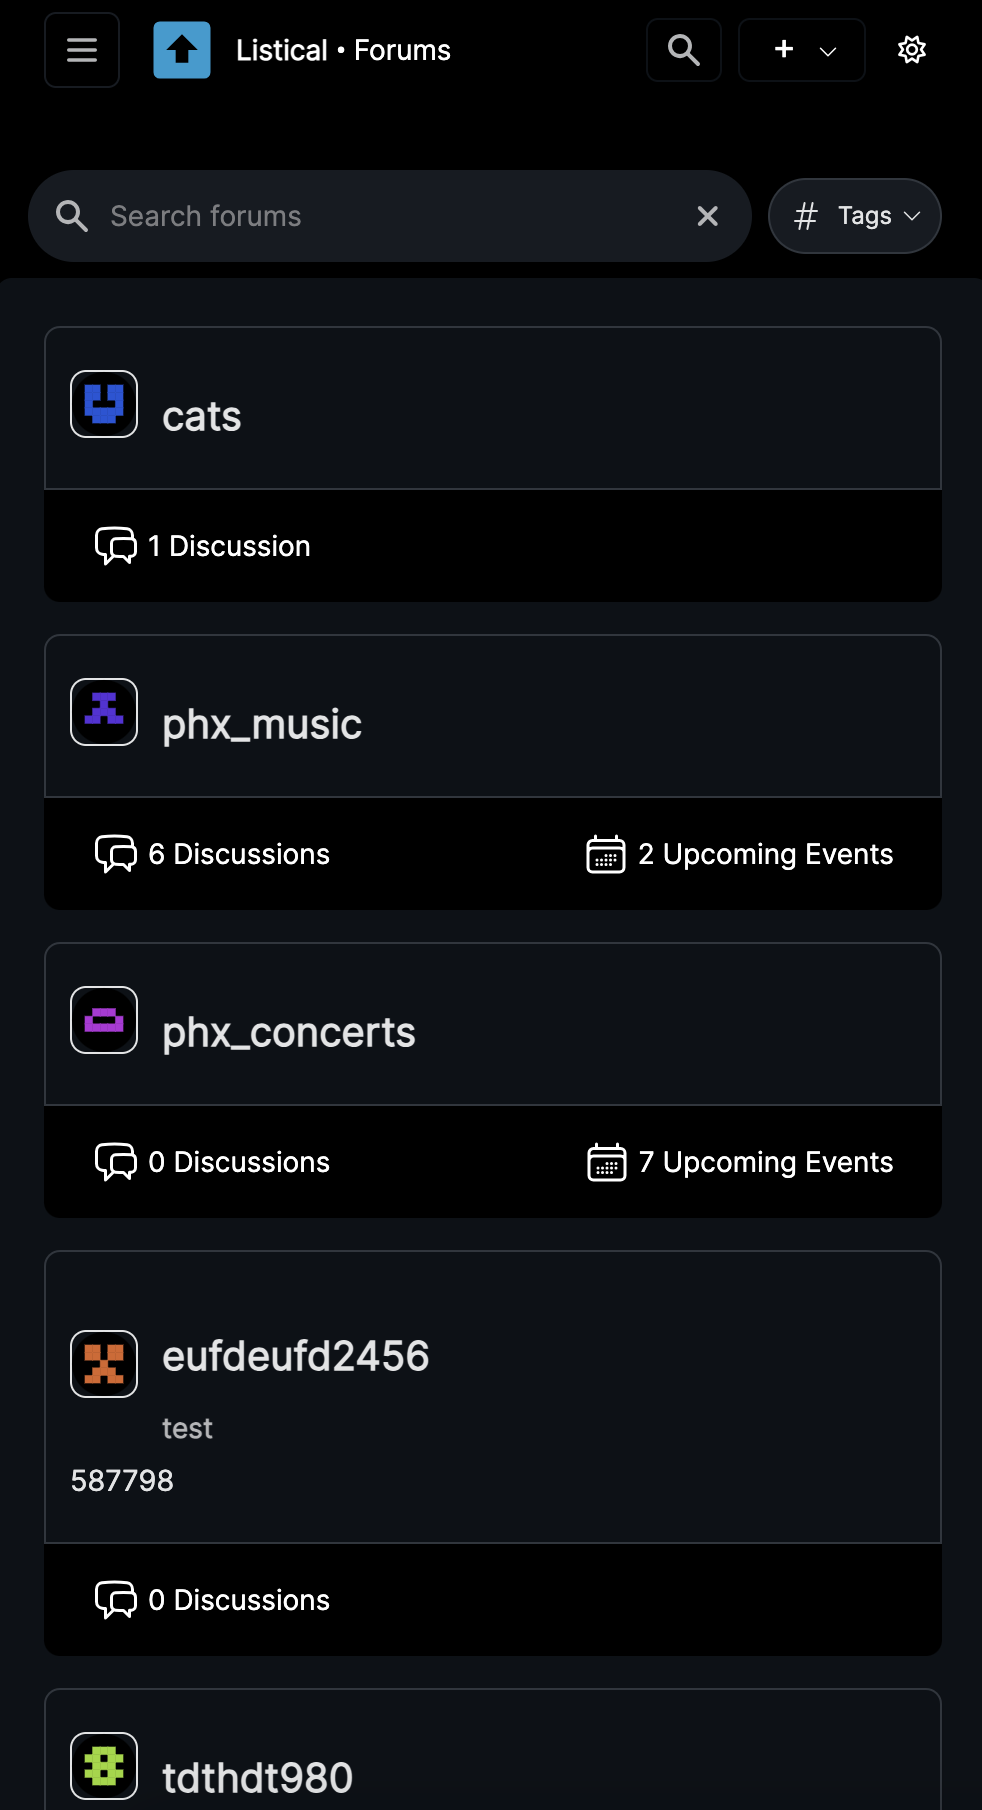 Listical • Forums
Search forums
# Tags
cats
1 Discussion
phx_music
6 Discussions
2 Upcoming Events
phx_concerts
0 Discussions
7 Upcoming Events
eufdeufd2456
test
587798
0 Discussions
tdthdt980